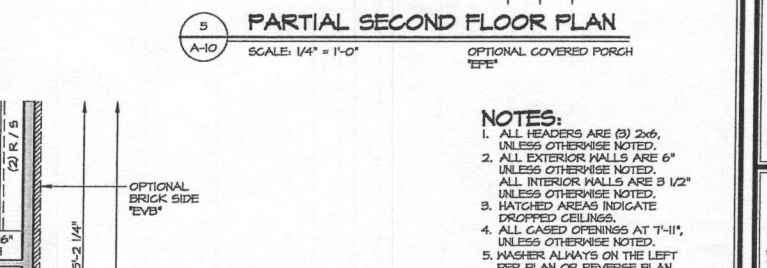 5
A-10
PARTIAL SECOND FLOOR PLAN
SCALE: 1/4" = 1'-0"
OPTIONAL COVERED PORCH
"EPE"
(2) R / S
OPTIONAL
BRICK SIDE
"EVB"
6"
5'-2 1/4"
NOTES:
1. ALL HEADERS ARE (3) 2x6,
UNLESS OTHERWISE NOTED.
2. ALL EXTERIOR WALLS ARE 6"
UNLESS OTHERWISE NOTED.
ALL INTERIOR WALLS ARE 3 1/2"
UNLESS OTHERWISE NOTED.
3. HATCHED AREAS INDICATE
DROPPED CEILINGS.
4. ALL CASED OPENINGS AT 7'-11",
UNLESS OTHERWISE NOTED.
5. WASHER ALWAYS ON THE LEFT
PER PLAN OR REVERSE PLAN